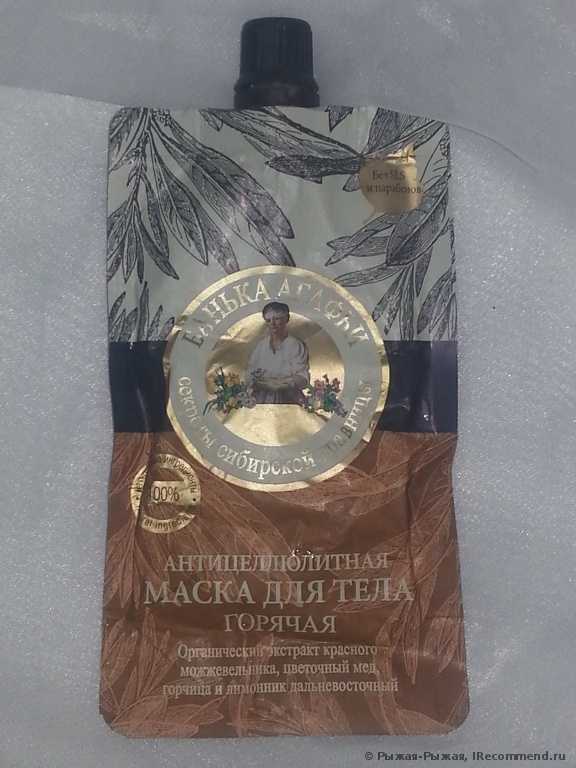 Без SLS
и парабенов
БАНЬКА АГАФЬИ
секреты сибирской травницы
100%
АНТИЦЕЛЛЮЛИТНАЯ
МАСКА ДЛЯ ТЕЛА
ГОРЯЧАЯ
Органический экстракт красного
можжевельника, цветочный мед,
горчица и лимонник дальневосточный
© Рыжая-Рыжая, IRecommend.ru